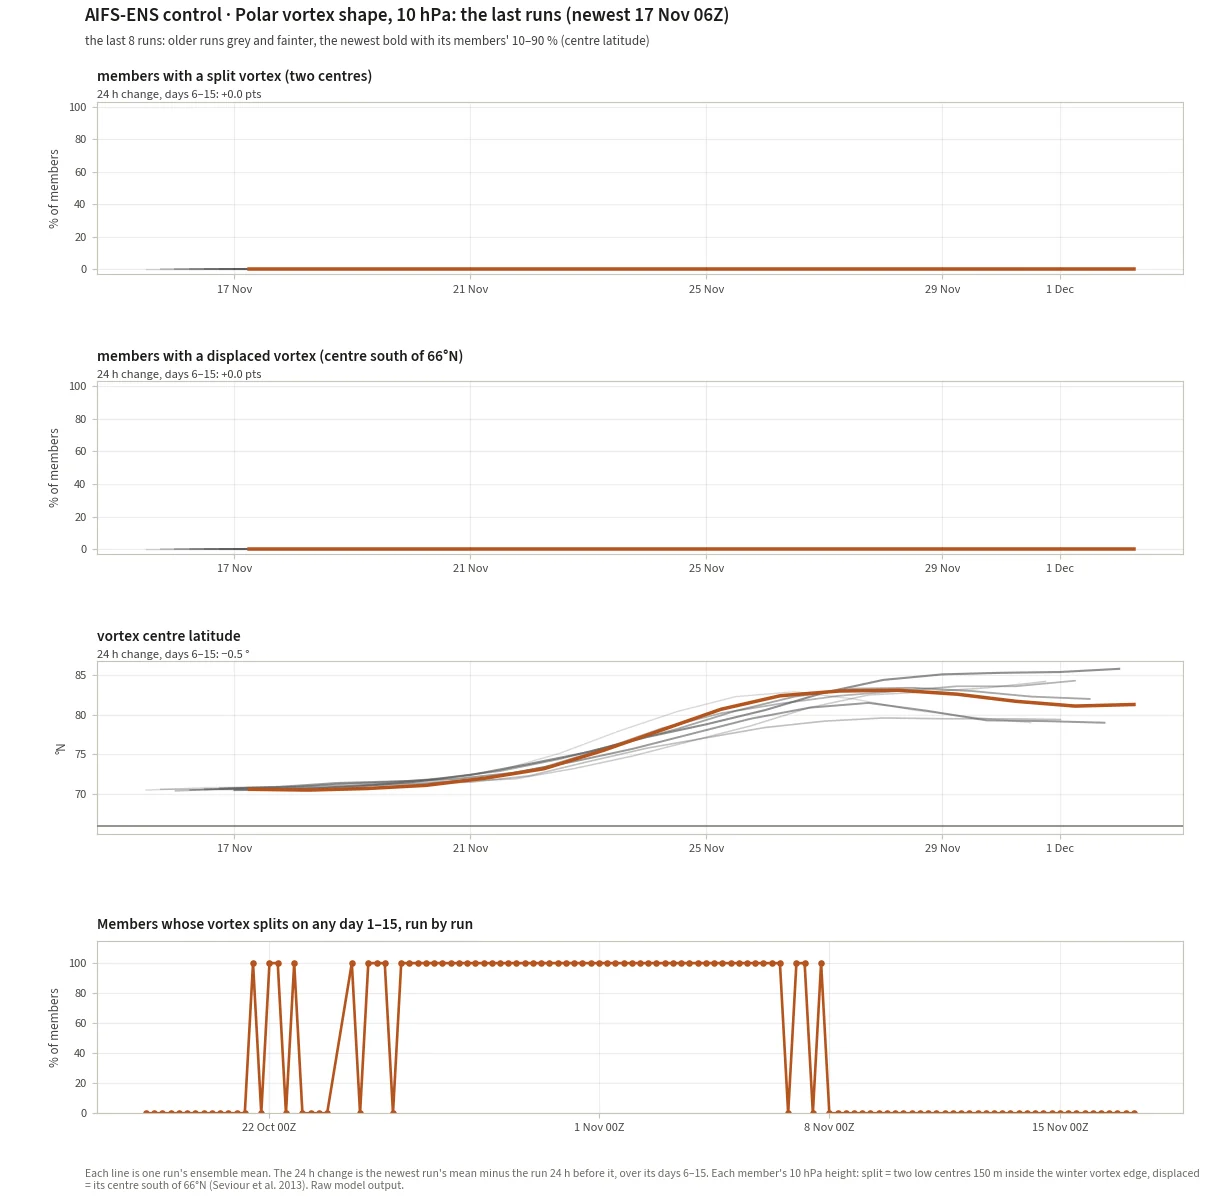 AIFS-ENS control · Polar vortex shape, 10 hPa: the last runs (newest 17 Nov 06Z)
the last 8 runs: older runs grey and fainter, the newest bold with its members' 10–90 % (centre latitude)
members with a split vortex (two centres)
24 h change, days 6–15: +0.0 pts
100
80
60
40
20
0
% of members
17 Nov
21 Nov
25 Nov
29 Nov
1 Dec
members with a displaced vortex (centre south of 66°N)
24 h change, days 6–15: +0.0 pts
100
80
60
40
20
0
% of members
17 Nov
21 Nov
25 Nov
29 Nov
1 Dec
vortex centre latitude
24 h change, days 6–15: −0.5 °
85
80
75
70
°N
17 Nov
21 Nov
25 Nov
29 Nov
1 Dec
Members whose vortex splits on any day 1–15, run by run
100
80
60
40
20
0
% of members
22 Oct 00Z
1 Nov 00Z
8 Nov 00Z
15 Nov 00Z
Each line is one run's ensemble mean. The 24 h change is the newest run's mean minus the run 24 h before it, over its days 6–15. Each member's 10 hPa height: split = two low centres 150 m inside the winter vortex edge, displaced
= its centre south of 66°N (Seviour et al. 2013). Raw model output.